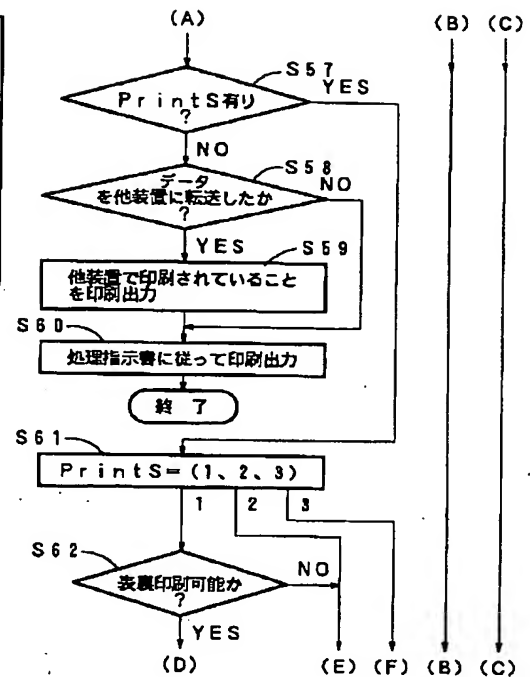 (A) (B) (C)
S57
PrintS有り
?
YES
NO
S58
データ
を他装置に転送したか
?
NO
YES
S59
他装置で印刷されていること
を印刷出力
S60
処理指示書に従って印刷出力
終 了
S61
PrintS=(1、2、3)
1 2 3
S62
表裏印刷可能か
?
NO
YES
(D) (E) (F) (B) (C)